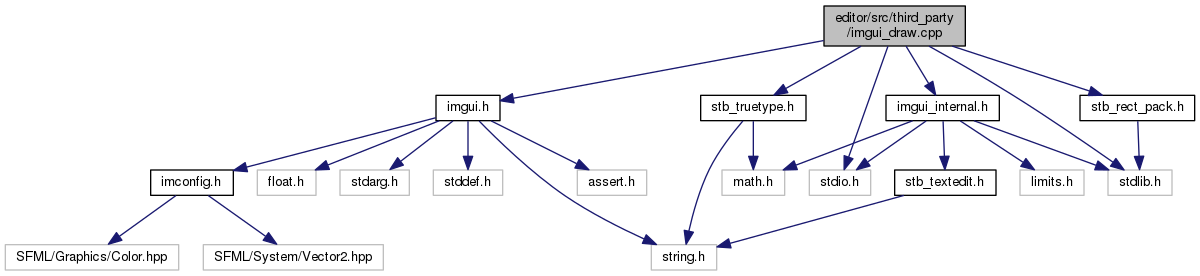 editor/src/third_party
/imgui_draw.cpp
imgui.h
stb_truetype.h
imgui_internal.h
stb_rect_pack.h
imconfig.h
float.h
stdarg.h
stddef.h
assert.h
math.h
stdio.h
stb_textedit.h
limits.h
stdlib.h
SFML/Graphics/Color.hpp
SFML/System/Vector2.hpp
string.h